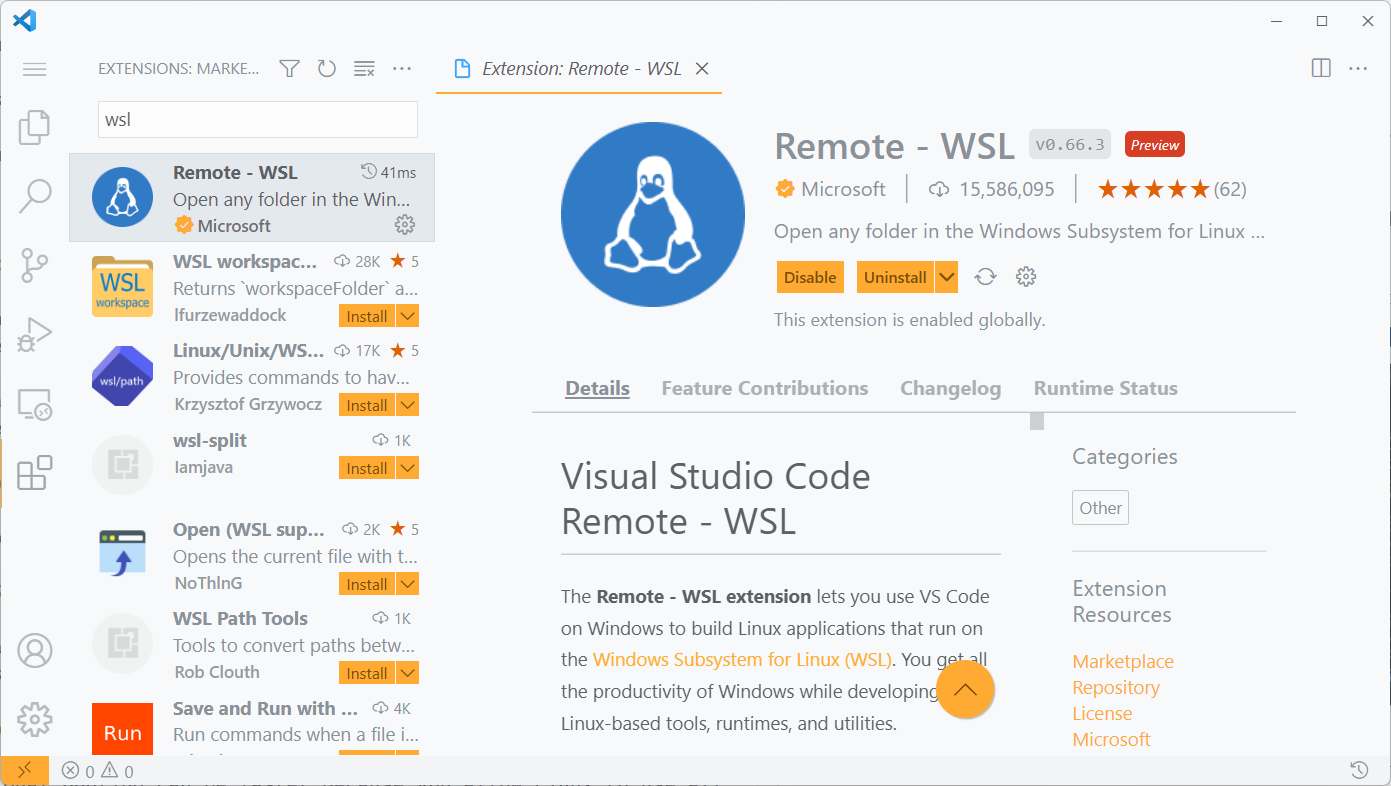 EXTENSIONS: MARKE...
Extension: Remote - WSL
wsl
Remote - WSL 41ms
Open any folder in the Win...
Microsoft
WSL workspac... 28K 5
Returns `workspaceFolder` a...
lfurzewaddock Install
WSL
workspace
Linux/Unix/WS... 17K 5
Provides commands to hav...
Krzysztof Grzywocz Install
wsl/path
wsl-split 1K
Iamjava Install
Open (WSL sup... 2K 5
Opens the current file with t...
NoThInG Install
WSL Path Tools 1K
Tools to convert paths betw...
Rob Clouth Install
Save and Run with ... 4K
Run commands when a file i...
Run
Remote - WSL v0.66.3 Preview
Microsoft 15,586,095 (62)
Open any folder in the Windows Subsystem for Linux ...
Disable Uninstall
This extension is enabled globally.
Details Feature Contributions Changelog Runtime Status
Visual Studio Code
Remote - WSL
The Remote - WSL extension lets you use VS Code
on Windows to build Linux applications that run on
the Windows Subsystem for Linux (WSL). You get all
the productivity of Windows while developing
Linux-based tools, runtimes, and utilities.
Categories
Other
Extension
Resources
Marketplace
Repository
License
Microsoft
0 0